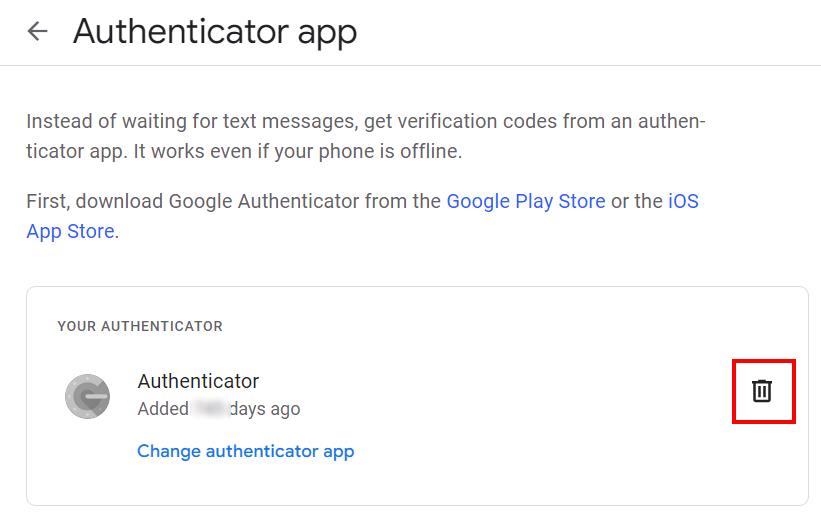 Authenticator app
Instead of waiting for text messages, get verification codes from an authen-
ticator app. It works even if your phone is offline.
First, download Google Authenticator from the Google Play Store or the iOS
App Store.
YOUR AUTHENTICATOR
Authenticator
Added days ago
Change authenticator app